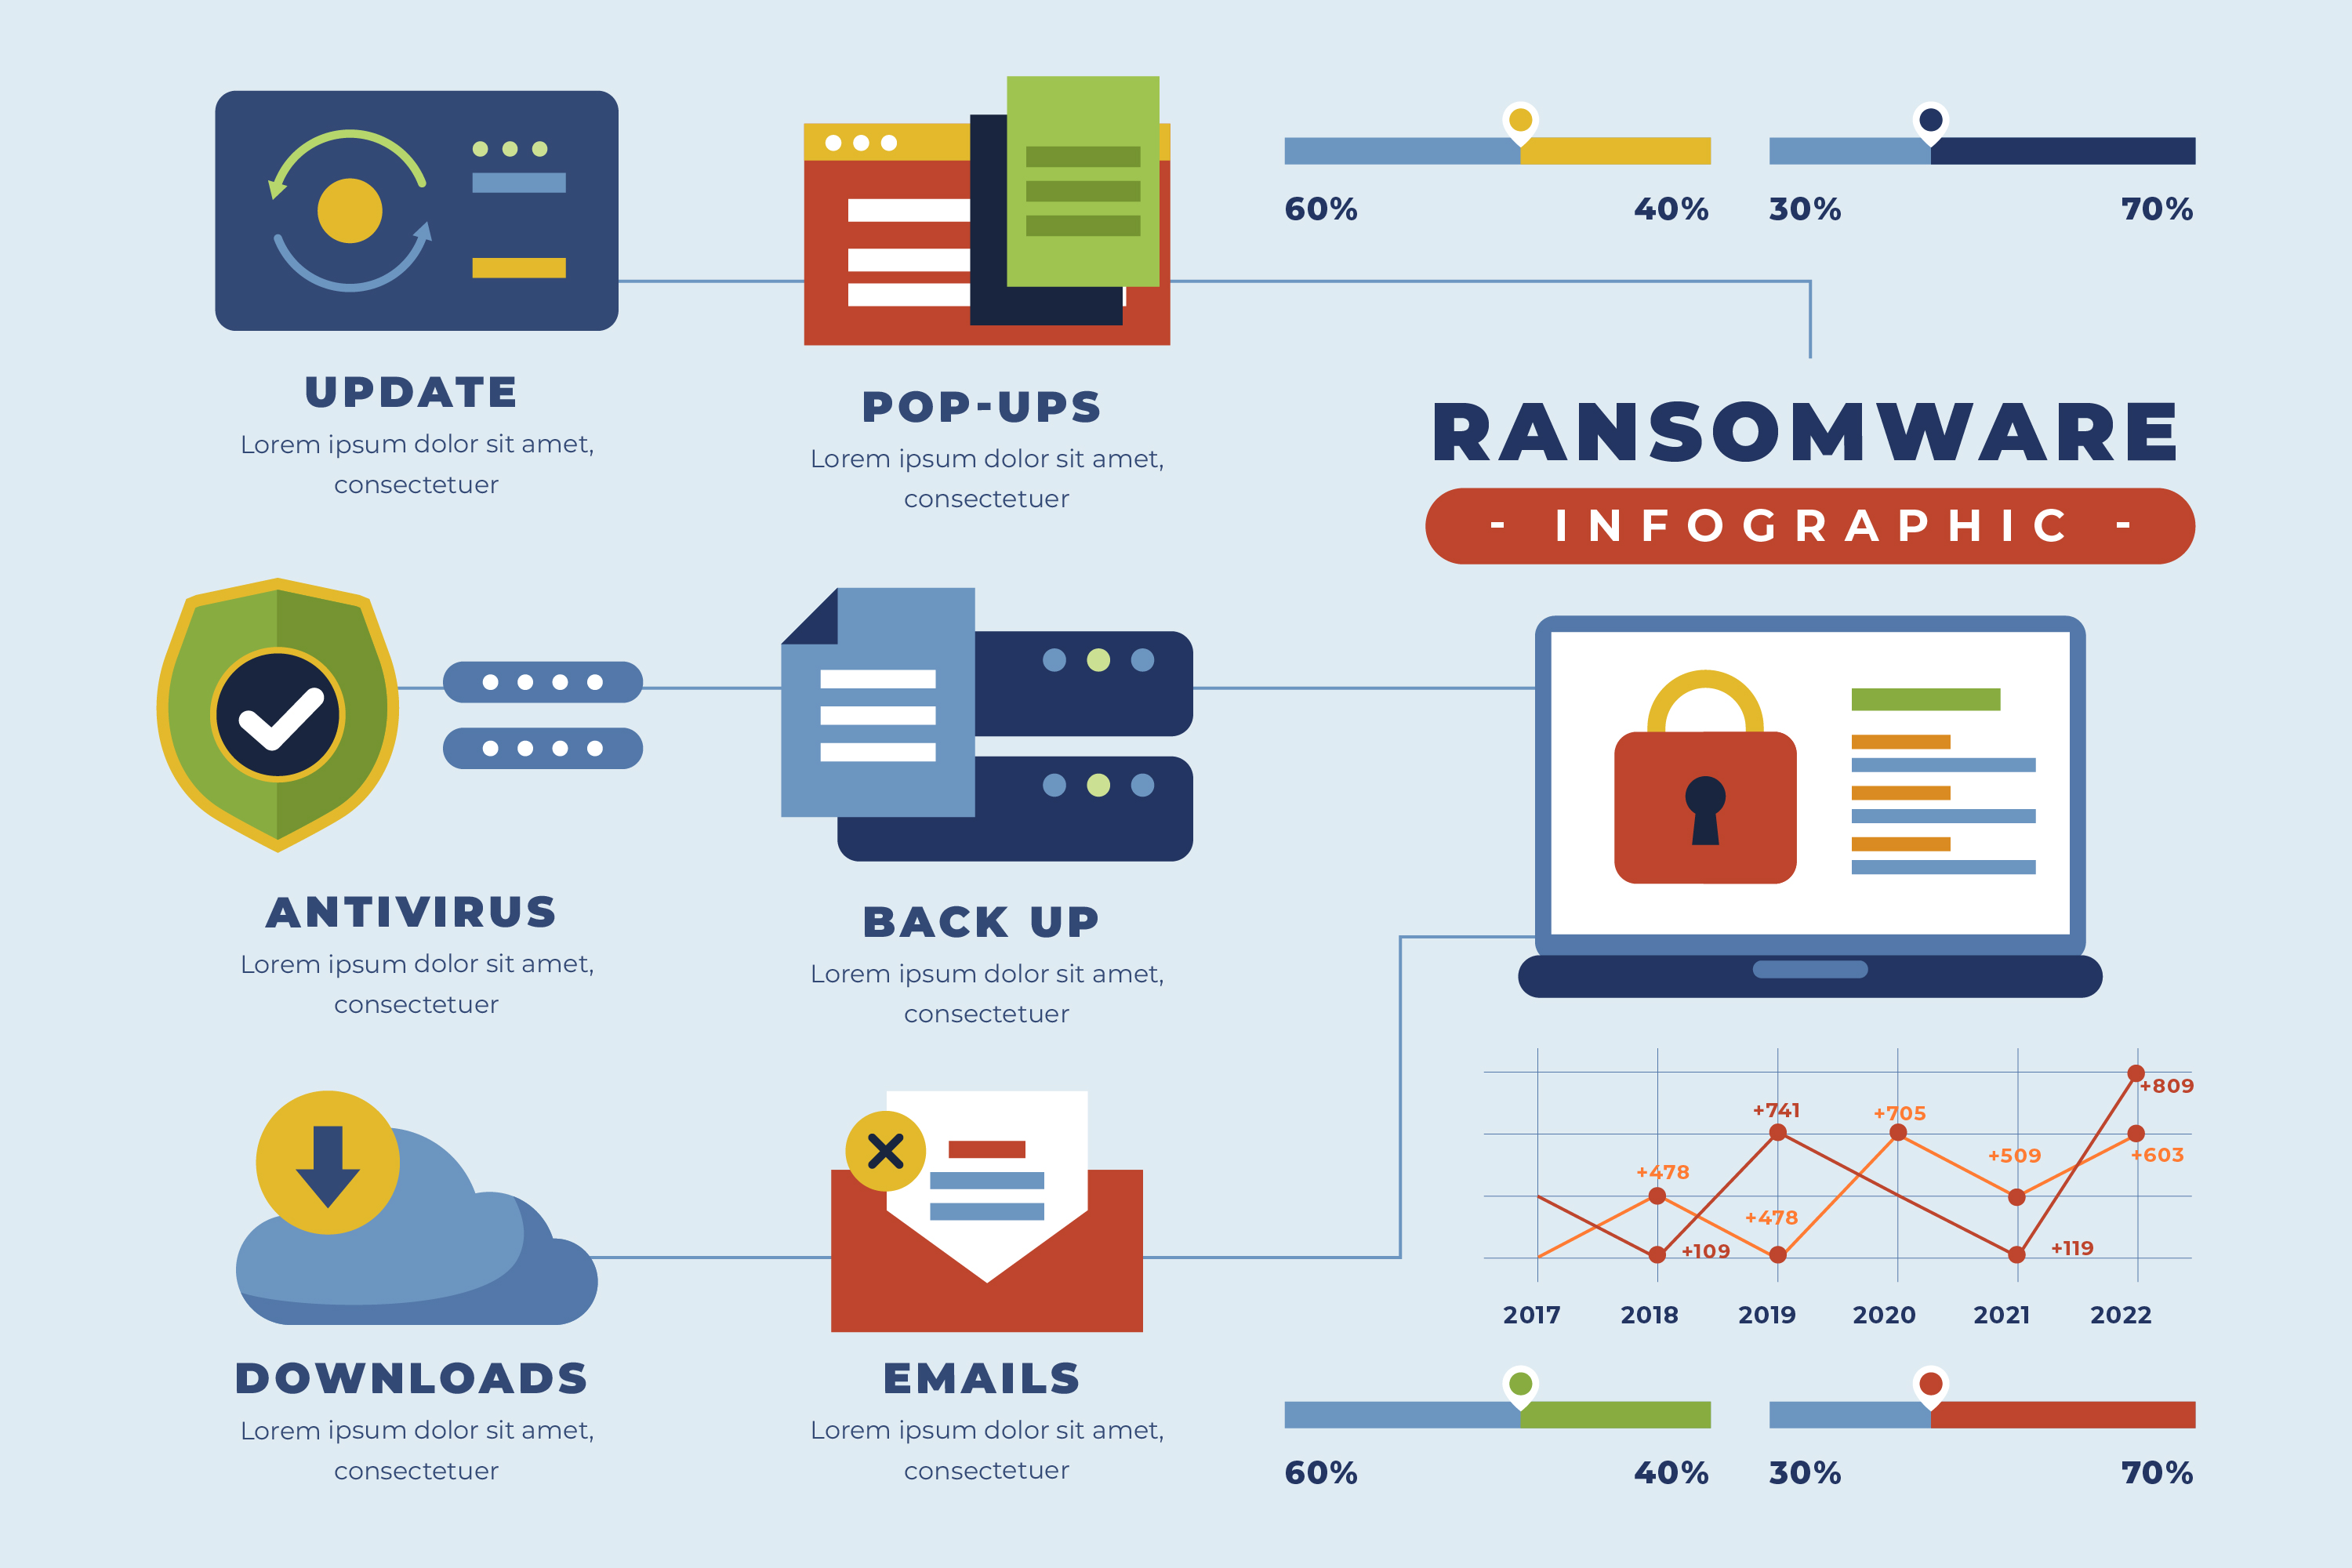 60%
40%
30%
70%
UPDATE
Lorem ipsum dolor sit amet,
consectetuer
POP-UPS
Lorem ipsum dolor sit amet,
consectetuer
RANSOMWARE
- INFOGRAPHIC -
ANTIVIRUS
Lorem ipsum dolor sit amet,
consectetuer
BACK UP
Lorem ipsum dolor sit amet,
consectetuer
+809
+741
+705
+509
+603
+478
+478
+109
+119
2017
2018
2019
2020
2021
2022
DOWNLOADS
Lorem ipsum dolor sit amet,
consectetuer
EMAILS
Lorem ipsum dolor sit amet,
consectetuer
60%
40%
30%
70%